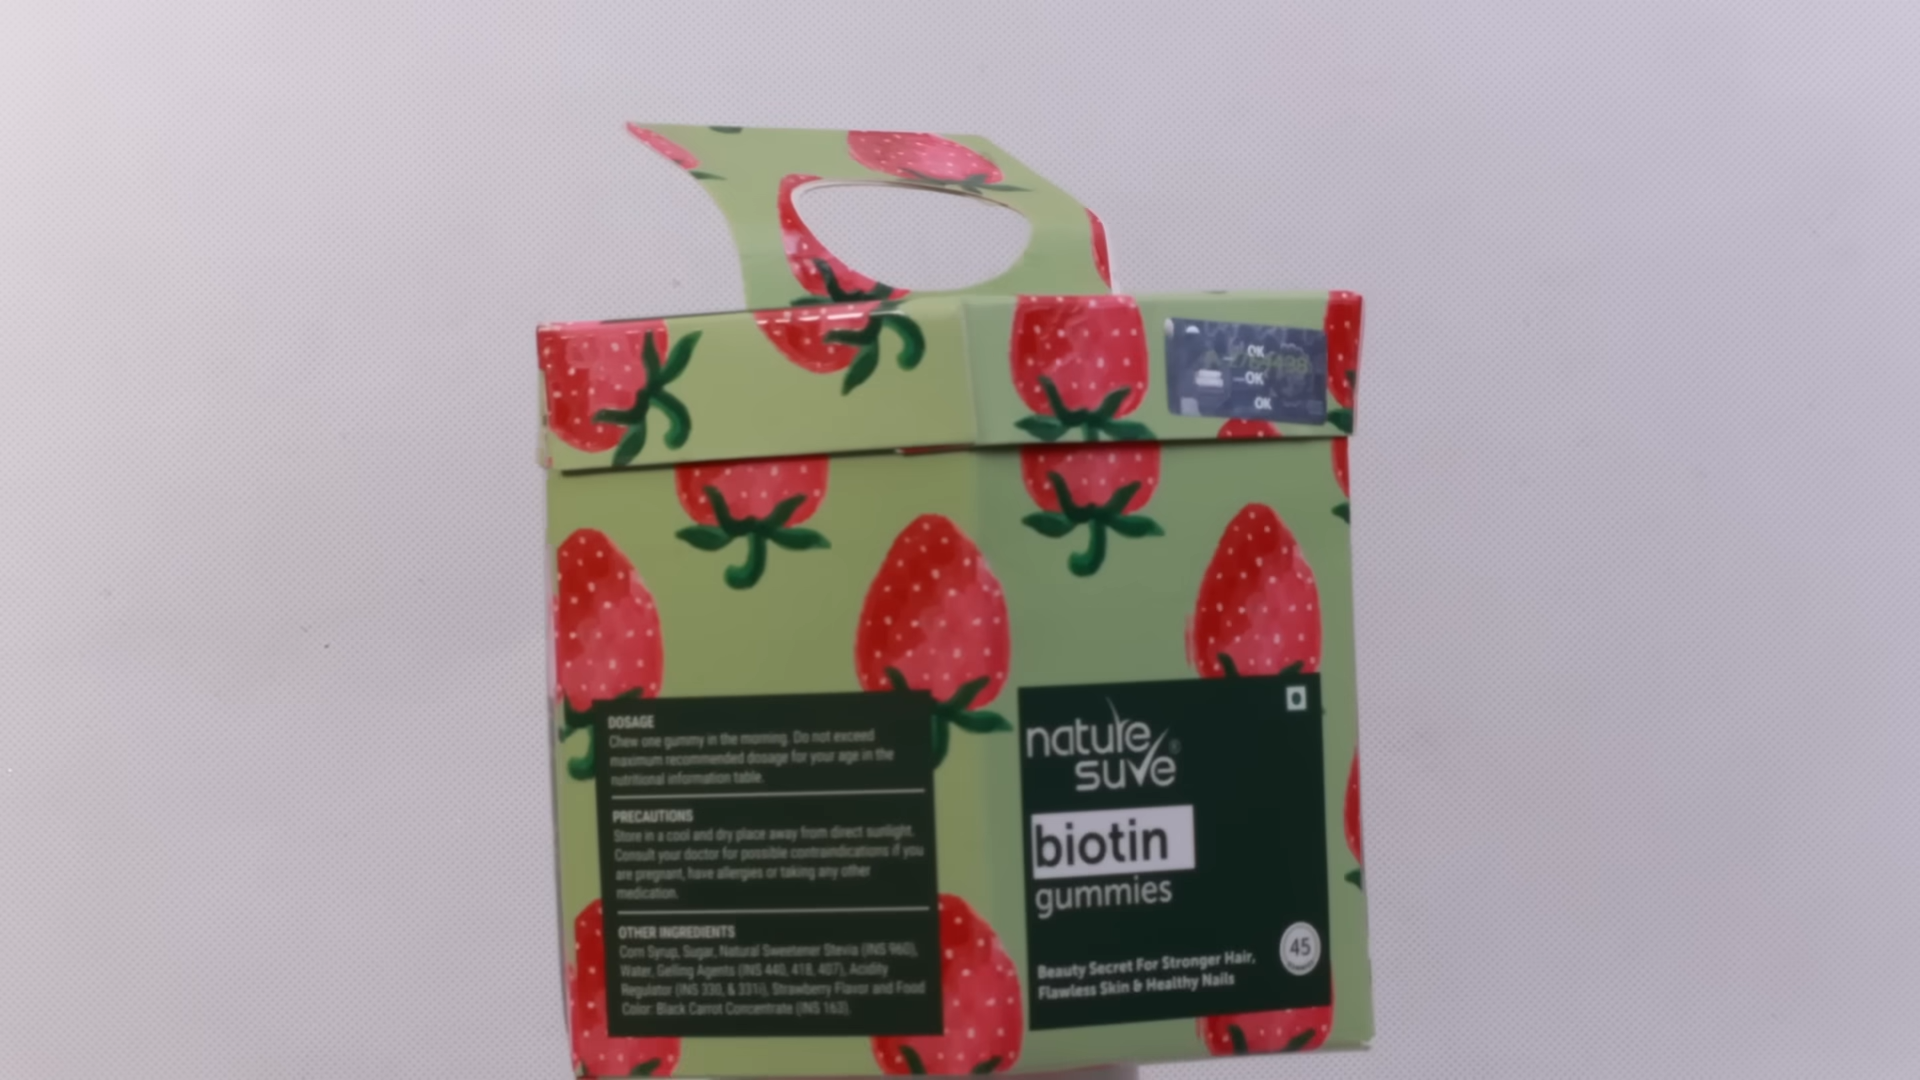 OK
OK
OK
DOSAGE
Chew one gummy in the morning. Do not exceed
maximum recommended dosage for your age in the
nutritional information table.
PRECAUTIONS
Store in a cool and dry place away from direct sunlight.
Consult your doctor for possible contraindications if you
are pregnant, have allergies or taking any other
medication.
OTHER INGREDIENTS
Corn Syrup, Sugar, Natural Sweetener Stevia (INS 960),
Water, Gelling Agents (INS 440, 418, 407), Acidity
Regulator (INS 330, & 331i), Strawberry Flavor and Food
Color: Black Carrot Concentrate (INS 163).
nature
suve®
biotin
gummies
45
Beauty Secret For Stronger Hair,
Flawless Skin & Healthy Nails